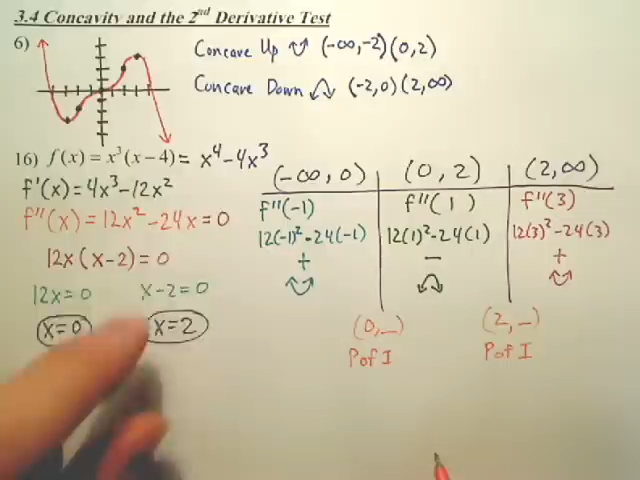 3.4 Concavity and the 2nd Derivative Test
6)
Concave Up (-∞,-2)(0,2)
Concave Down (-2,0)(2,∞)
16) f(x) = x³(x−4) = x⁴-4x³
f'(x)=4x³-12x²
f''(x)=12x²-24x=0
12x(x-2)=0
12x=0 x-2=0
x=0 x=2
(-∞,0) (0,2) (2,∞)
f''(-1) f''(1) f''(3)
12(-1)²-24(-1) 12(1)²-24(1) 12(3)²-24(3)
+ − +
(0,_) (2,_)
P of I P of I